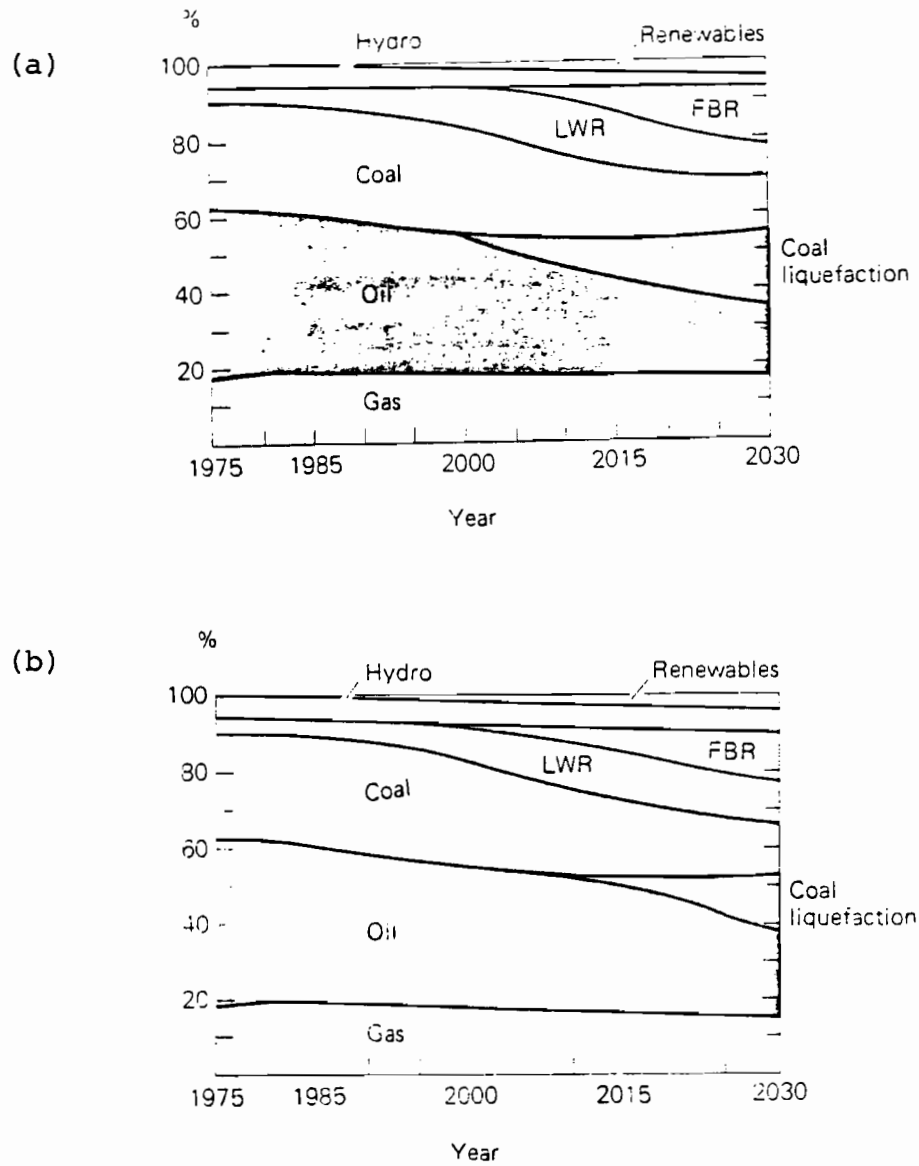 (a)
%
Hydro
Renewables
100
80
60
40
20
FBR
LWR
Coal
Oil
Gas
Coal
liquefaction
1975 1985 2000 2015 2030
Year
(b)
%
Hydro
Renewables
100
80
60
40
20
FBR
LWR
Coal
Oil
Gas
Coal
liquefaction
1975 1985 2000 2015 2030
Year